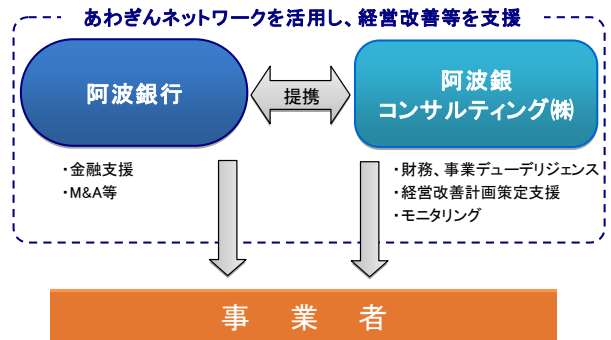 あわぎんネットワークを活用し、経営改善等を支援
阿波銀行
提携
阿波銀
コンサルティング㈱
・金融支援
・M&A等
・財務、事業デューデリジェンス
・経営改善計画策定支援
・モニタリング
事業者